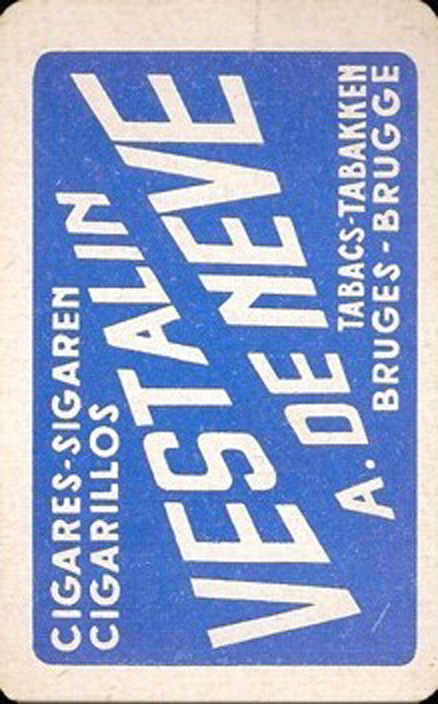 CIGARES-SIGAREN
CIGARILLOS
VESTALIN
A. DE NEVE
TABACS-TABAKKEN
BRUGES-BRUGGE